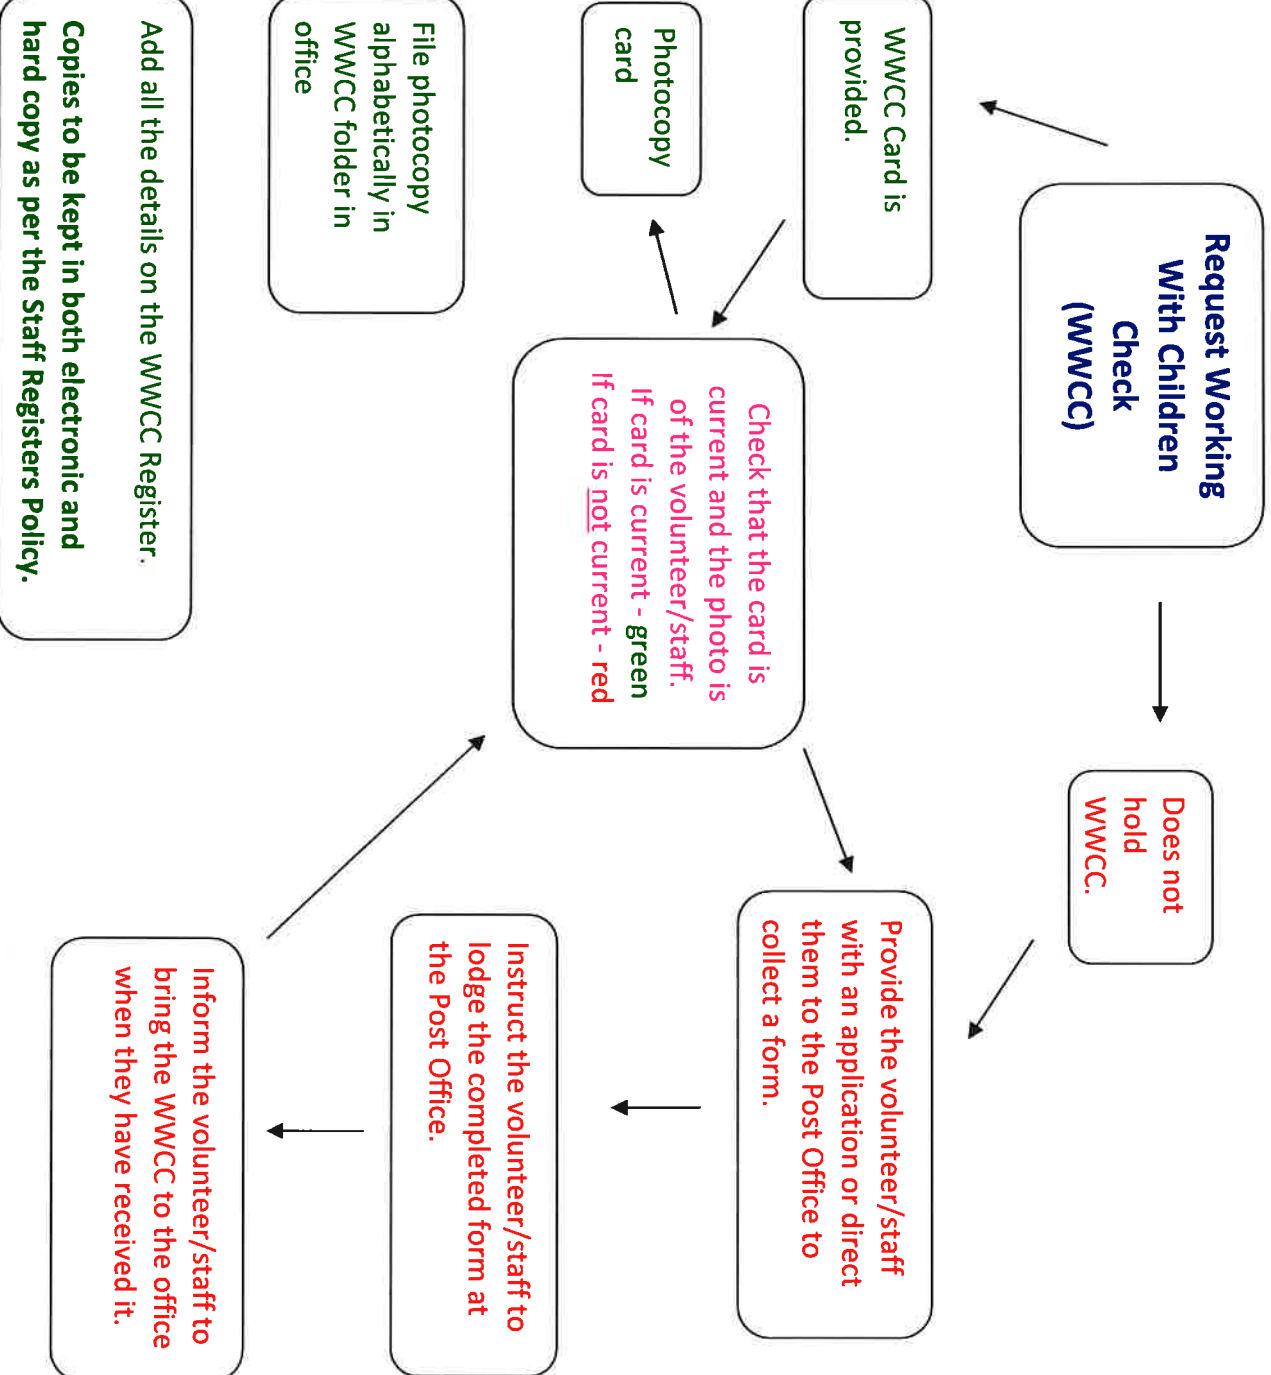 Request Working
With Children
Check
(WWCC)
WWCC Card is
provided.
Does not
hold
WWCC.
Photocopy
card
Check that the card is
current and the photo is
of the volunteer/staff.
If card is current - green
If card is not current - red
Provide the volunteer/staff
with an application or direct
them to the Post Office to
collect a form.
File photocopy
alphabetically in
WWCC folder in
office
Instruct the volunteer/staff to
lodge the completed form at
the Post Office.
Add all the details on the WWCC Register.
Copies to be kept in both electronic and
hard copy as per the Staff Registers Policy.
Inform the volunteer/staff to
bring the WWCC to the office
when they have received it.